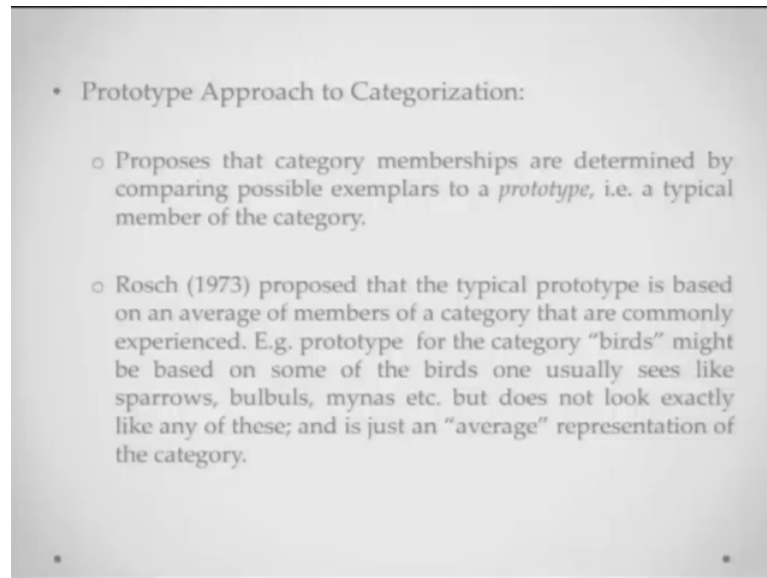 • Prototype Approach to Categorization:
o Proposes that category memberships are determined by
comparing possible exemplars to a prototype, i.e. a typical
member of the category.
o Rosch (1973) proposed that the typical prototype is based
on an average of members of a category that are commonly
experienced. E.g. prototype for the category “birds” might
be based on some of the birds one usually sees like
sparrows, bulbuls, mynas etc. but does not look exactly
like any of these; and is just an “average” representation of
the category.